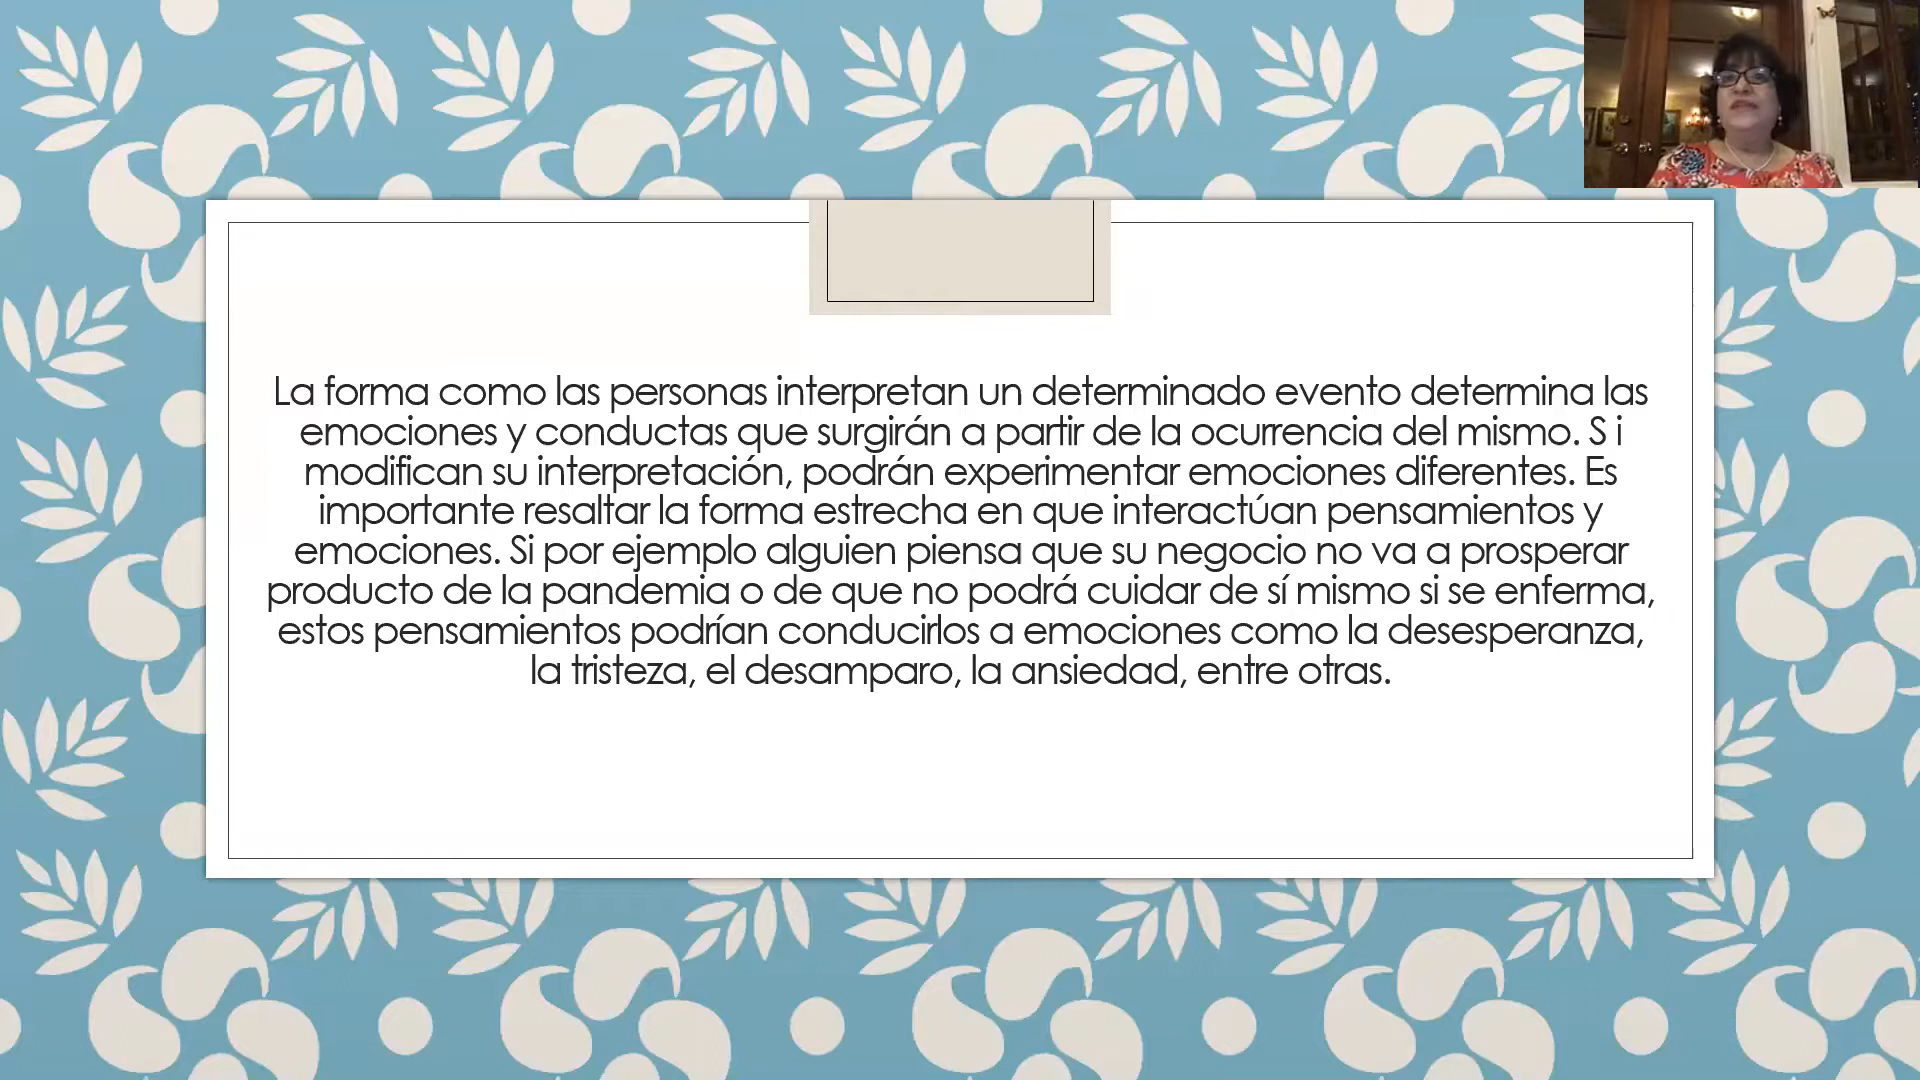 La forma como las personas interpretan un determinado evento determina las
emociones y conductas que surgirán a partir de la ocurrencia del mismo. S i
modifican su interpretación, podrán experimentar emociones diferentes. Es
importante resaltar la forma estrecha en que interactúan pensamientos y
emociones. Si por ejemplo alguien piensa que su negocio no va a prosperar
producto de la pandemia o de que no podrá cuidar de sí mismo si se enferma,
estos pensamientos podrían conducirlos a emociones como la desesperanza,
la tristeza, el desamparo, la ansiedad, entre otras.